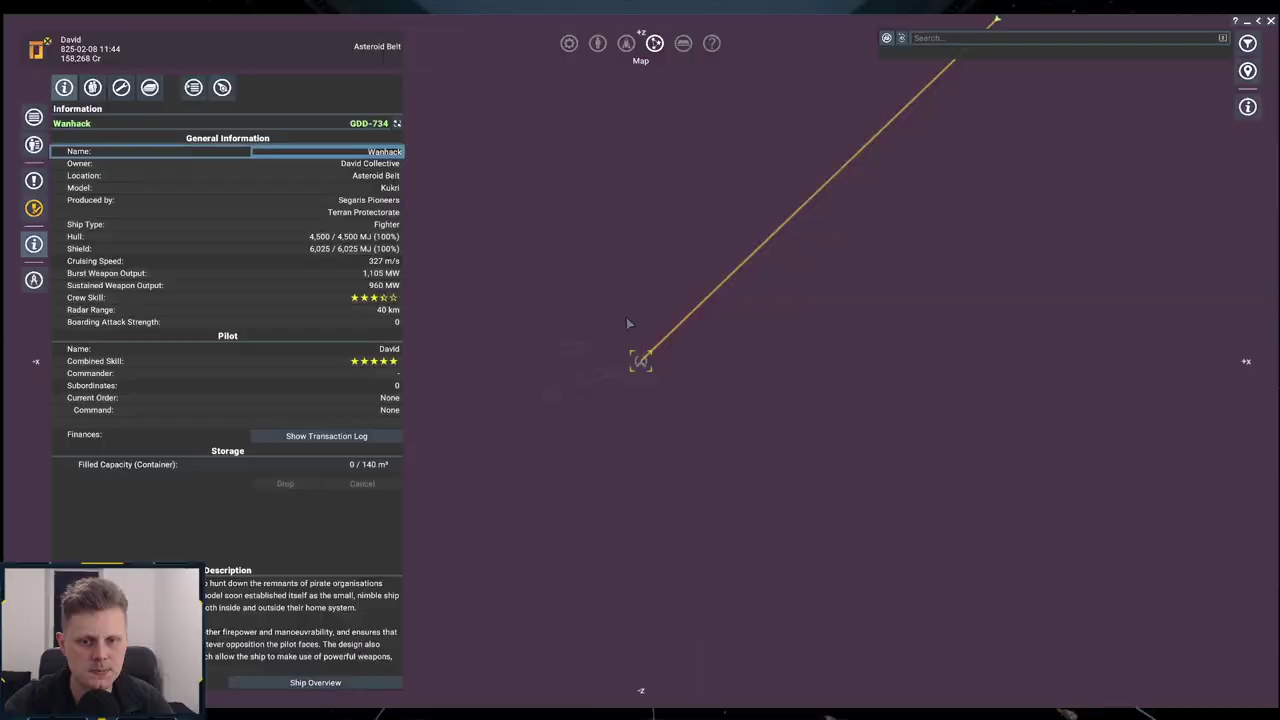 David
825-02-08 11:44
158,268 Cr
Asteroid Belt
+z
Map
?
Search...
Information
Wanhack GDD-734
General Information
Name: Wanhack
Owner: David Collective
Location: Asteroid Belt
Model: Kukri
Produced by: Segaris Pioneers
Terran Protectorate
Ship Type: Fighter
Hull: 4,500 / 4,500 MJ (100%)
Shield: 6,025 / 6,025 MJ (100%)
Cruising Speed: 327 m/s
Burst Weapon Output: 1,105 MW
Sustained Weapon Output: 960 MW
Crew Skill: ★★★
Radar Range: 40 km
Boarding Attack Strength: 0
Pilot
Name: David
Combined Skill: ★★★★★
Commander: -
Subordinates: 0
Current Order: None
Command: None
Finances: Show Transaction Log
Storage
Filled Capacity (Container): 0 / 140 m³
Drop Cancel
Description
hunt down the remnants of pirate organisations
model soon established itself as the small, nimble ship
both inside and outside their home system.
firepower and manoeuvrability, and ensures that
opposition the pilot faces. The design also
allow the ship to make use of powerful weapons,
Ship Overview
-x
+x
-z